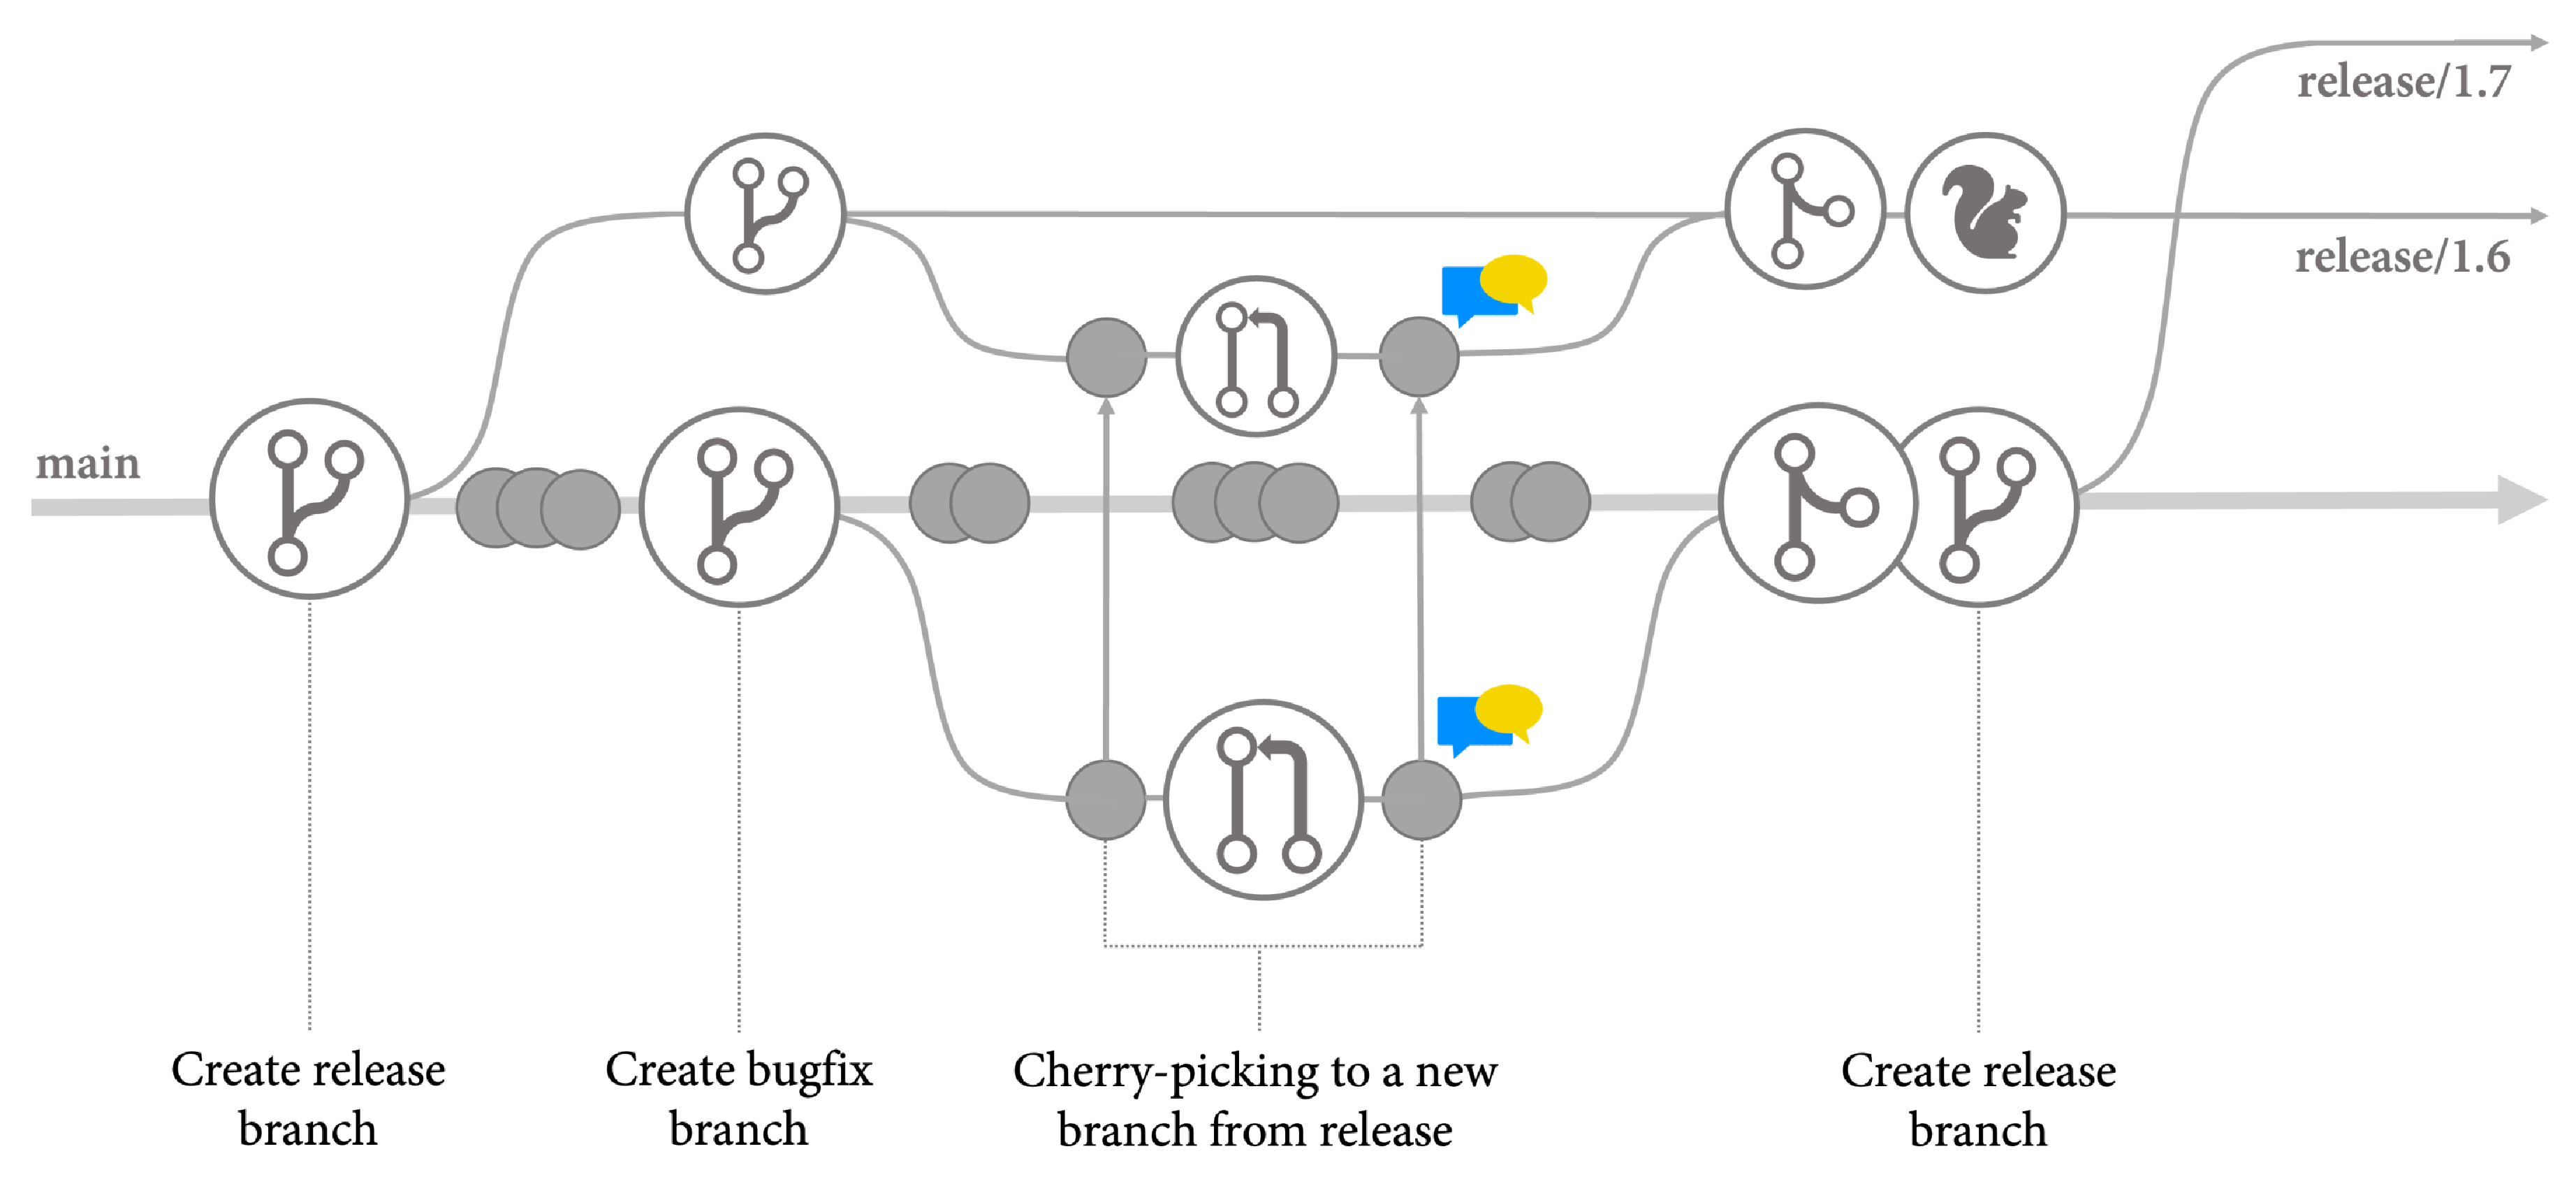 release/1.7
release/1.6
main
Create release
branch
Create bugfix
branch
Cherry-picking to a new
branch from release
Create release
branch